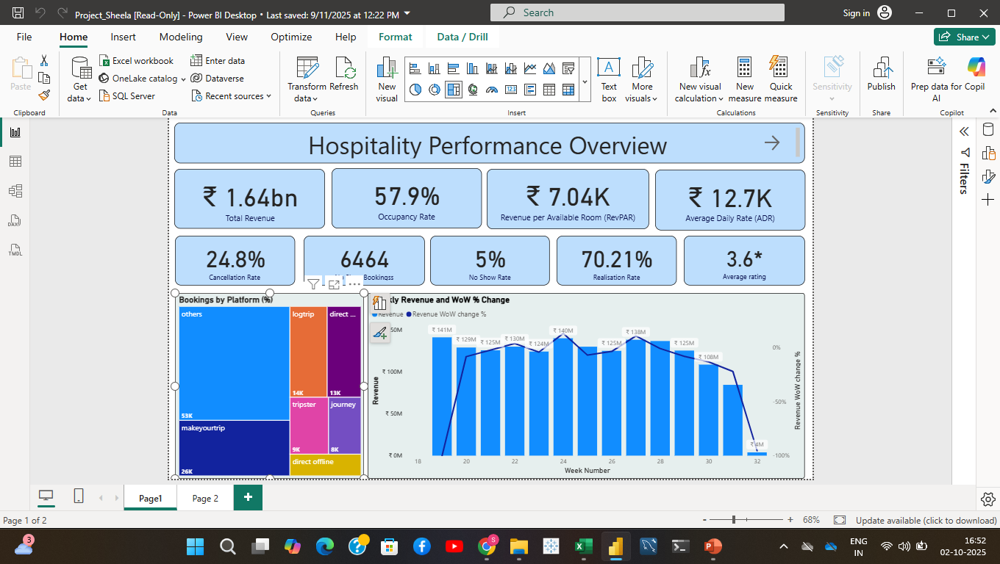 Project_Sheela [Read-Only] - Power BI Desktop • Last saved: 9/11/2025 at 12:22 PM
Search
Sign in
File Home Insert Modeling View Optimize Help Format Data / Drill
Share
Paste
Get data
Excel workbook
OneLake catalog
SQL Server
Enter data
Dataverse
Recent sources
Transform data
Refresh
New visual
Text box
More visuals
New visual calculation
New measure
Quick measure
Sensitivity
Publish
Prep data for AI
Copil
Clipboard Data Queries Insert Calculations Sensitivity Share Copilot
DAX
TMDL
Filters
Hospitality Performance Overview
₹ 1.64bn
Total Revenue
57.9%
Occupancy Rate
₹ 7.04K
Revenue per Available Room (RevPAR)
₹ 12.7K
Average Daily Rate (ADR)
24.8%
Cancellation Rate
6464
Bookingss
5%
No Show Rate
70.21%
Realisation Rate
3.6*
Average rating
Bookings by Platform (%)
others
53K
makeyourtrip
26K
logtrip
14K
direct ...
13K
tripster
9K
journey
8K
direct offline
Revenue and WoW % Change
Revenue
Revenue WoW change %
₹ 100M
₹ 50M
₹ 0M
Revenue
₹ 141M
₹ 129M
₹ 125M
₹ 130M
₹ 124M
₹ 140M
₹ 125M
₹ 138M
₹ 125M
₹ 108M
₹ 4M
0%
-50%
-100%
Revenue WoW change %
18 20 22 24 26 28 30 32
Week Number
Page1
Page 2
+
Page 1 of 2
- + 68%
Update available (click to download)
3
S
ENG
IN
16:52
02-10-2025